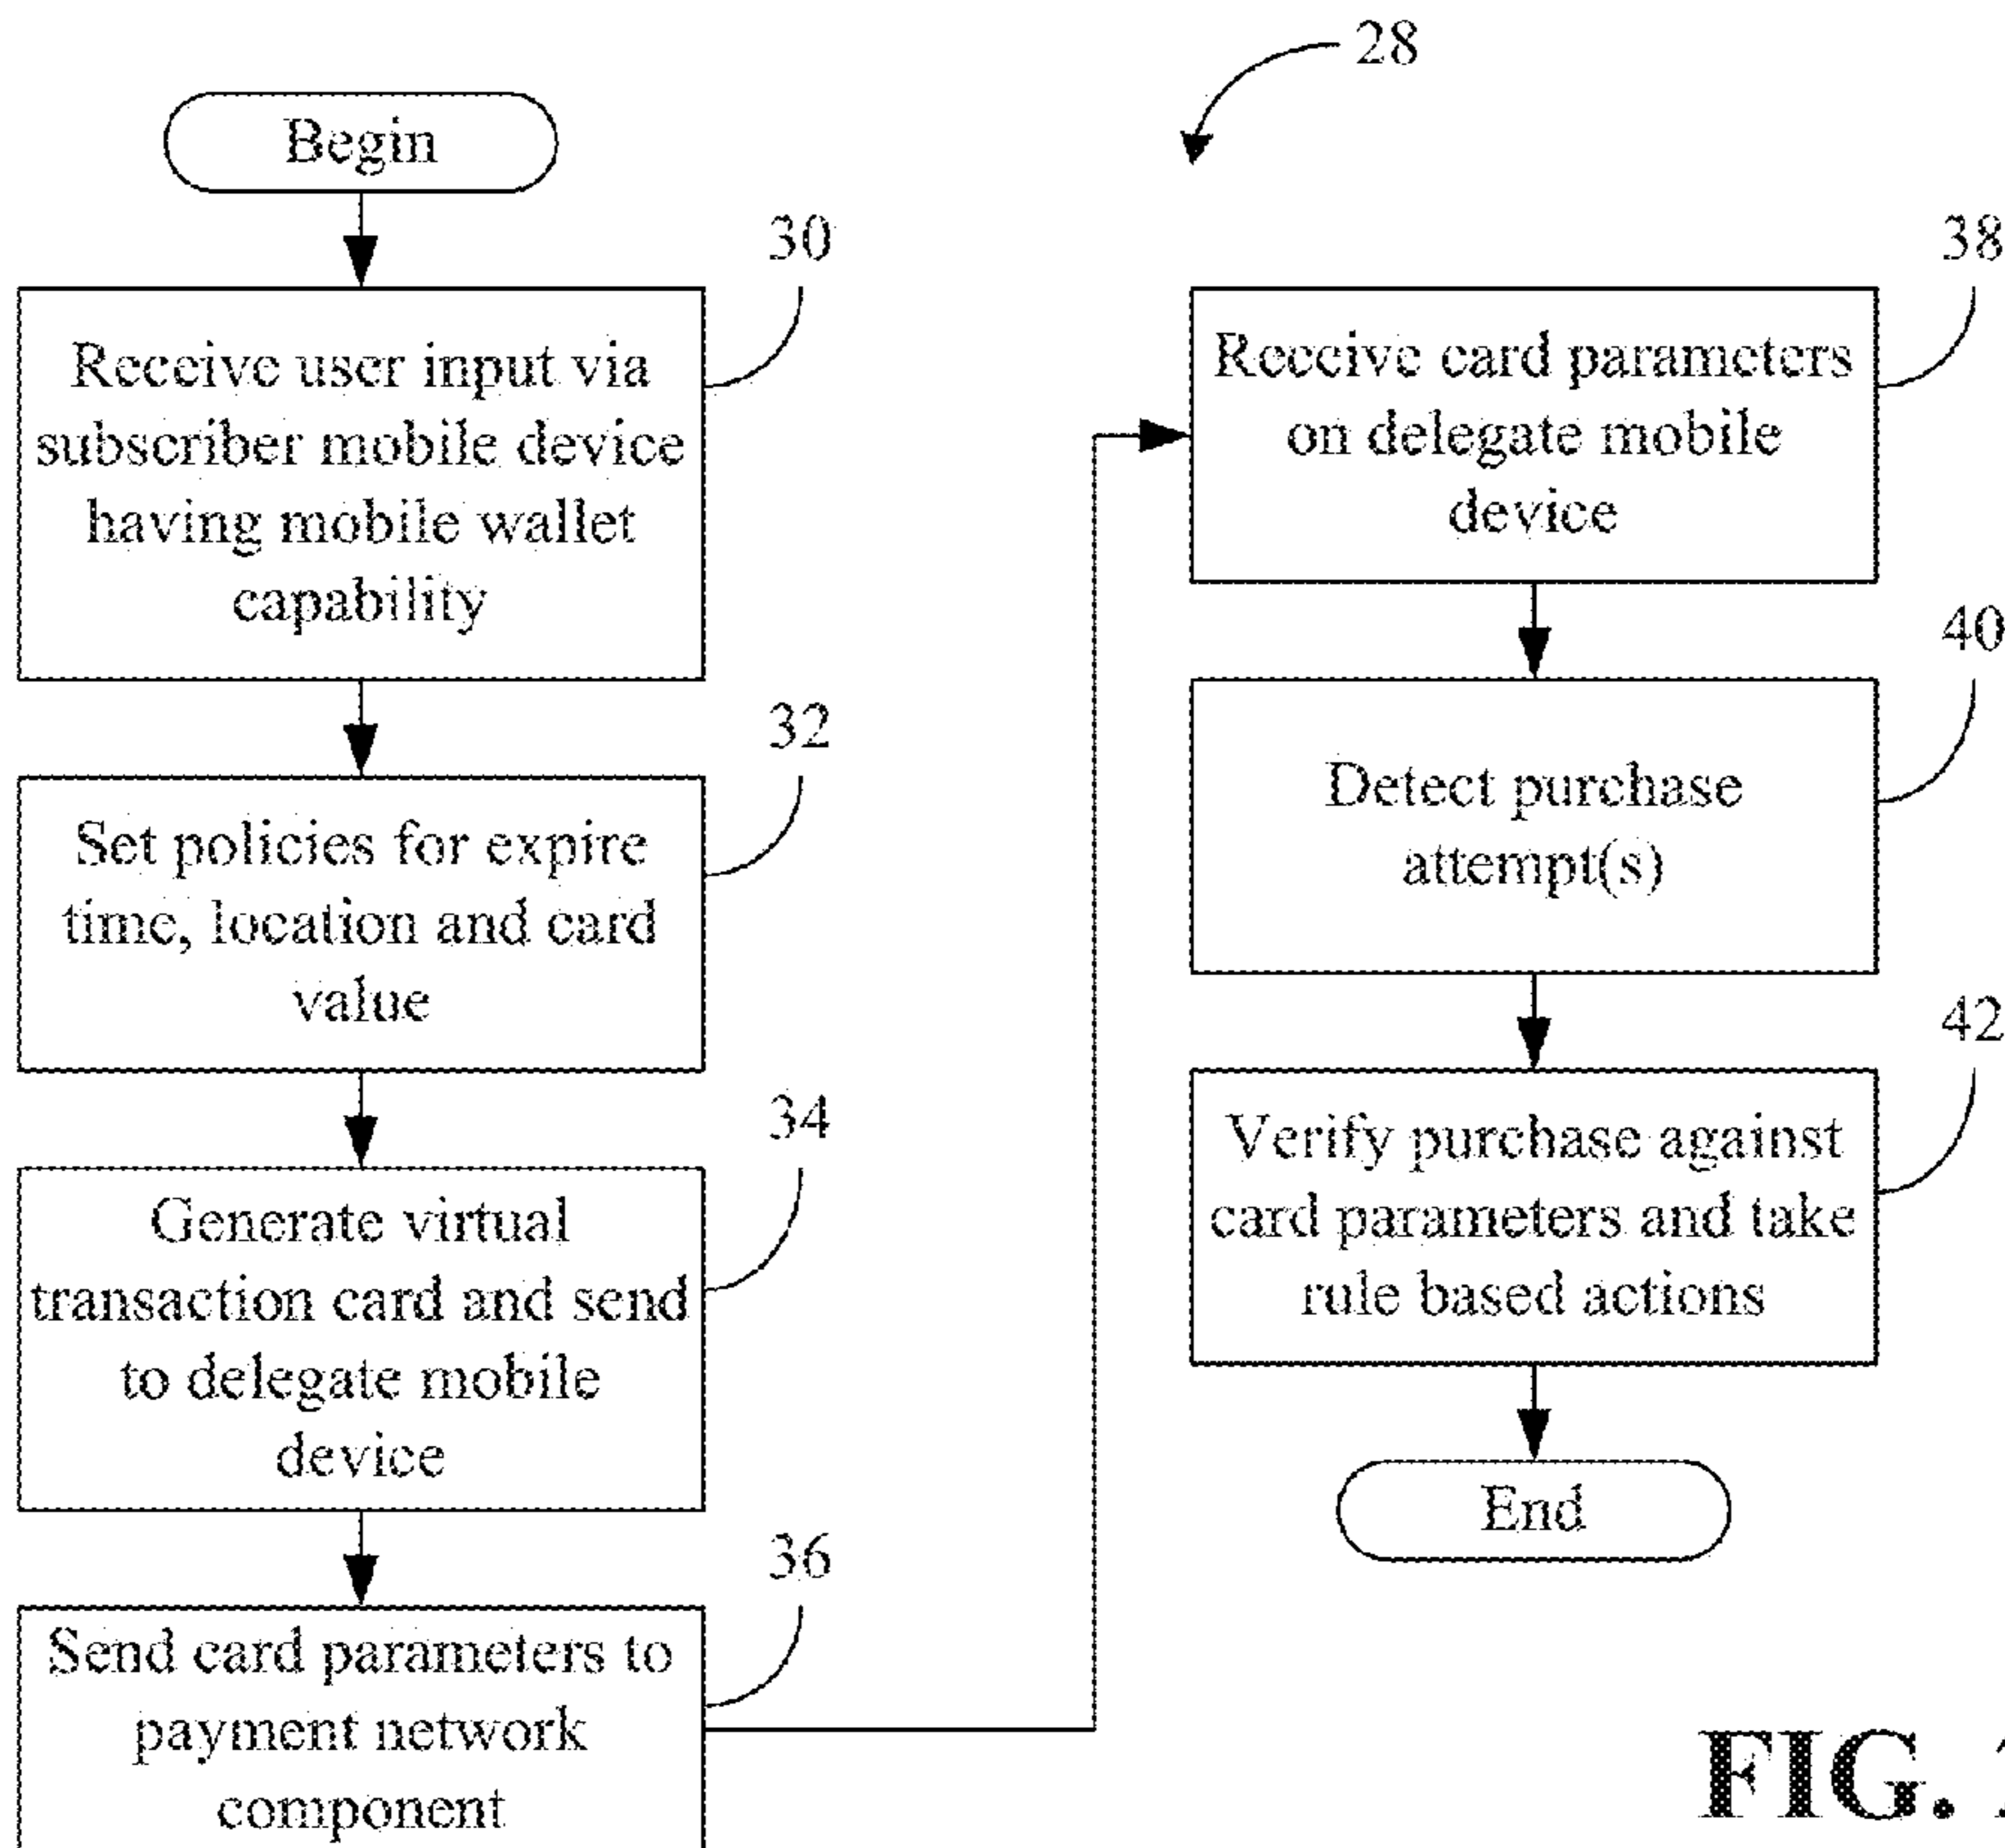 28
Begin
30
Receive user input via
subscriber mobile device
having mobile wallet
capability
32
Set policies for expire
time, location and card
value
34
Generate virtual
transaction card and send
to delegate mobile
device
36
Send card parameters to
payment network
component
38
Receive card parameters
on delegate mobile
device
40
Detect purchase
attempt(s)
42
Verify purchase against
card parameters and take
rule based actions
End
FIG.